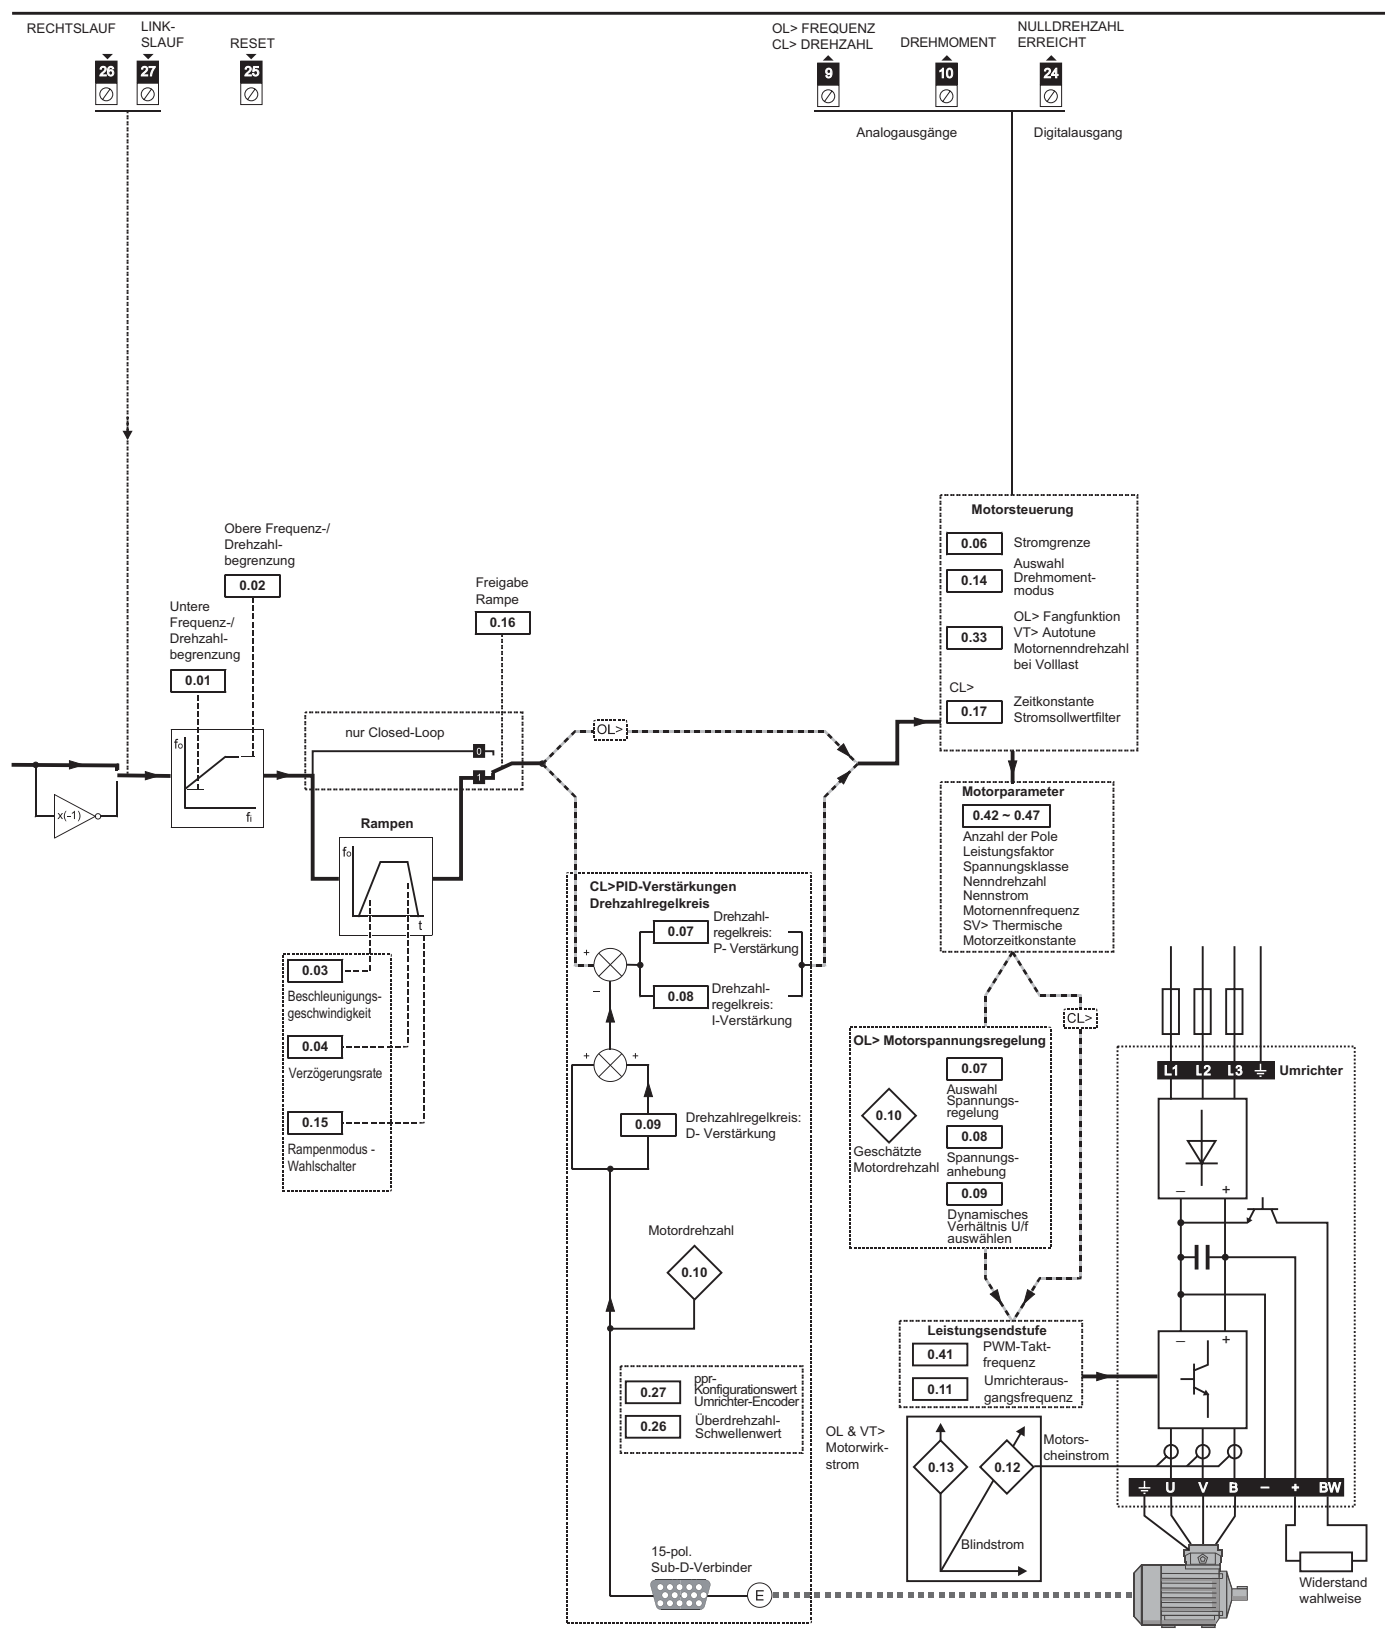 RECHTSLAUF
LINK-
SLAUF
RESET
26
27
25
OL> FREQUENZ
CL> DREHZAHL
DREHMOMENT
NULLDREHZAHL
ERREICHT
9
10
24
Analogausgänge
Digitalausgang
Obere Frequenz-/
Drehzahl-
begrenzung
0.02
Untere
Frequenz-/
Drehzahl-
begrenzung
0.01
fo
fi
x(-1)
Freigabe
Rampe
0.16
nur Closed-Loop
0
1
Rampen
fo
t
0.03
Beschleunigungs-
geschwindigkeit
0.04
Verzögerungsrate
0.15
Rampenmodus -
Wahlschalter
OL>
CL>PID-Verstärkungen
Drehzahlregelkreis
0.07
Drehzahl-
regelkreis:
P- Verstärkung
+
–
0.08
Drehzahl-
regelkreis:
I-Verstärkung
+
+
0.09
Drehzahlregelkreis:
D- Verstärkung
Motordrehzahl
0.10
0.27
ppr-
Konfigurationswert
Umrichter-Encoder
0.26
Überdrehzahl-
Schwellenwert
15-pol.
Sub-D-Verbinder
E
Motorsteuerung
0.06
Stromgrenze
0.14
Auswahl
Drehmoment-
modus
0.33
OL> Fangfunktion
VT> Autotune
Motornenndrehzahl
bei Volllast
CL>
0.17
Zeitkonstante
Stromsollwertfilter
Motorparameter
0.42 ~ 0.47
Anzahl der Pole
Leistungsfaktor
Spannungsklasse
Nenndrehzahl
Nennstrom
Motornennfrequenz
SV> Thermische
Motorzeitkonstante
CL>
OL> Motorspannungsregelung
0.07
Auswahl
Spannungs-
regelung
0.10
Geschätzte
Motordrehzahl
0.08
Spannungs-
anhebung
0.09
Dynamisches
Verhältnis U/f
auswählen
Leistungsendstufe
0.41
PWM-Takt-
frequenz
0.11
Umrichteraus-
gangsfrequenz
OL & VT>
Motorwirk-
strom
0.13
0.12
Motors-
cheinstrom
Blindstrom
L1 L2 L3
Umrichter
– +
– +
U V B – + BW
Widerstand
wahlweise